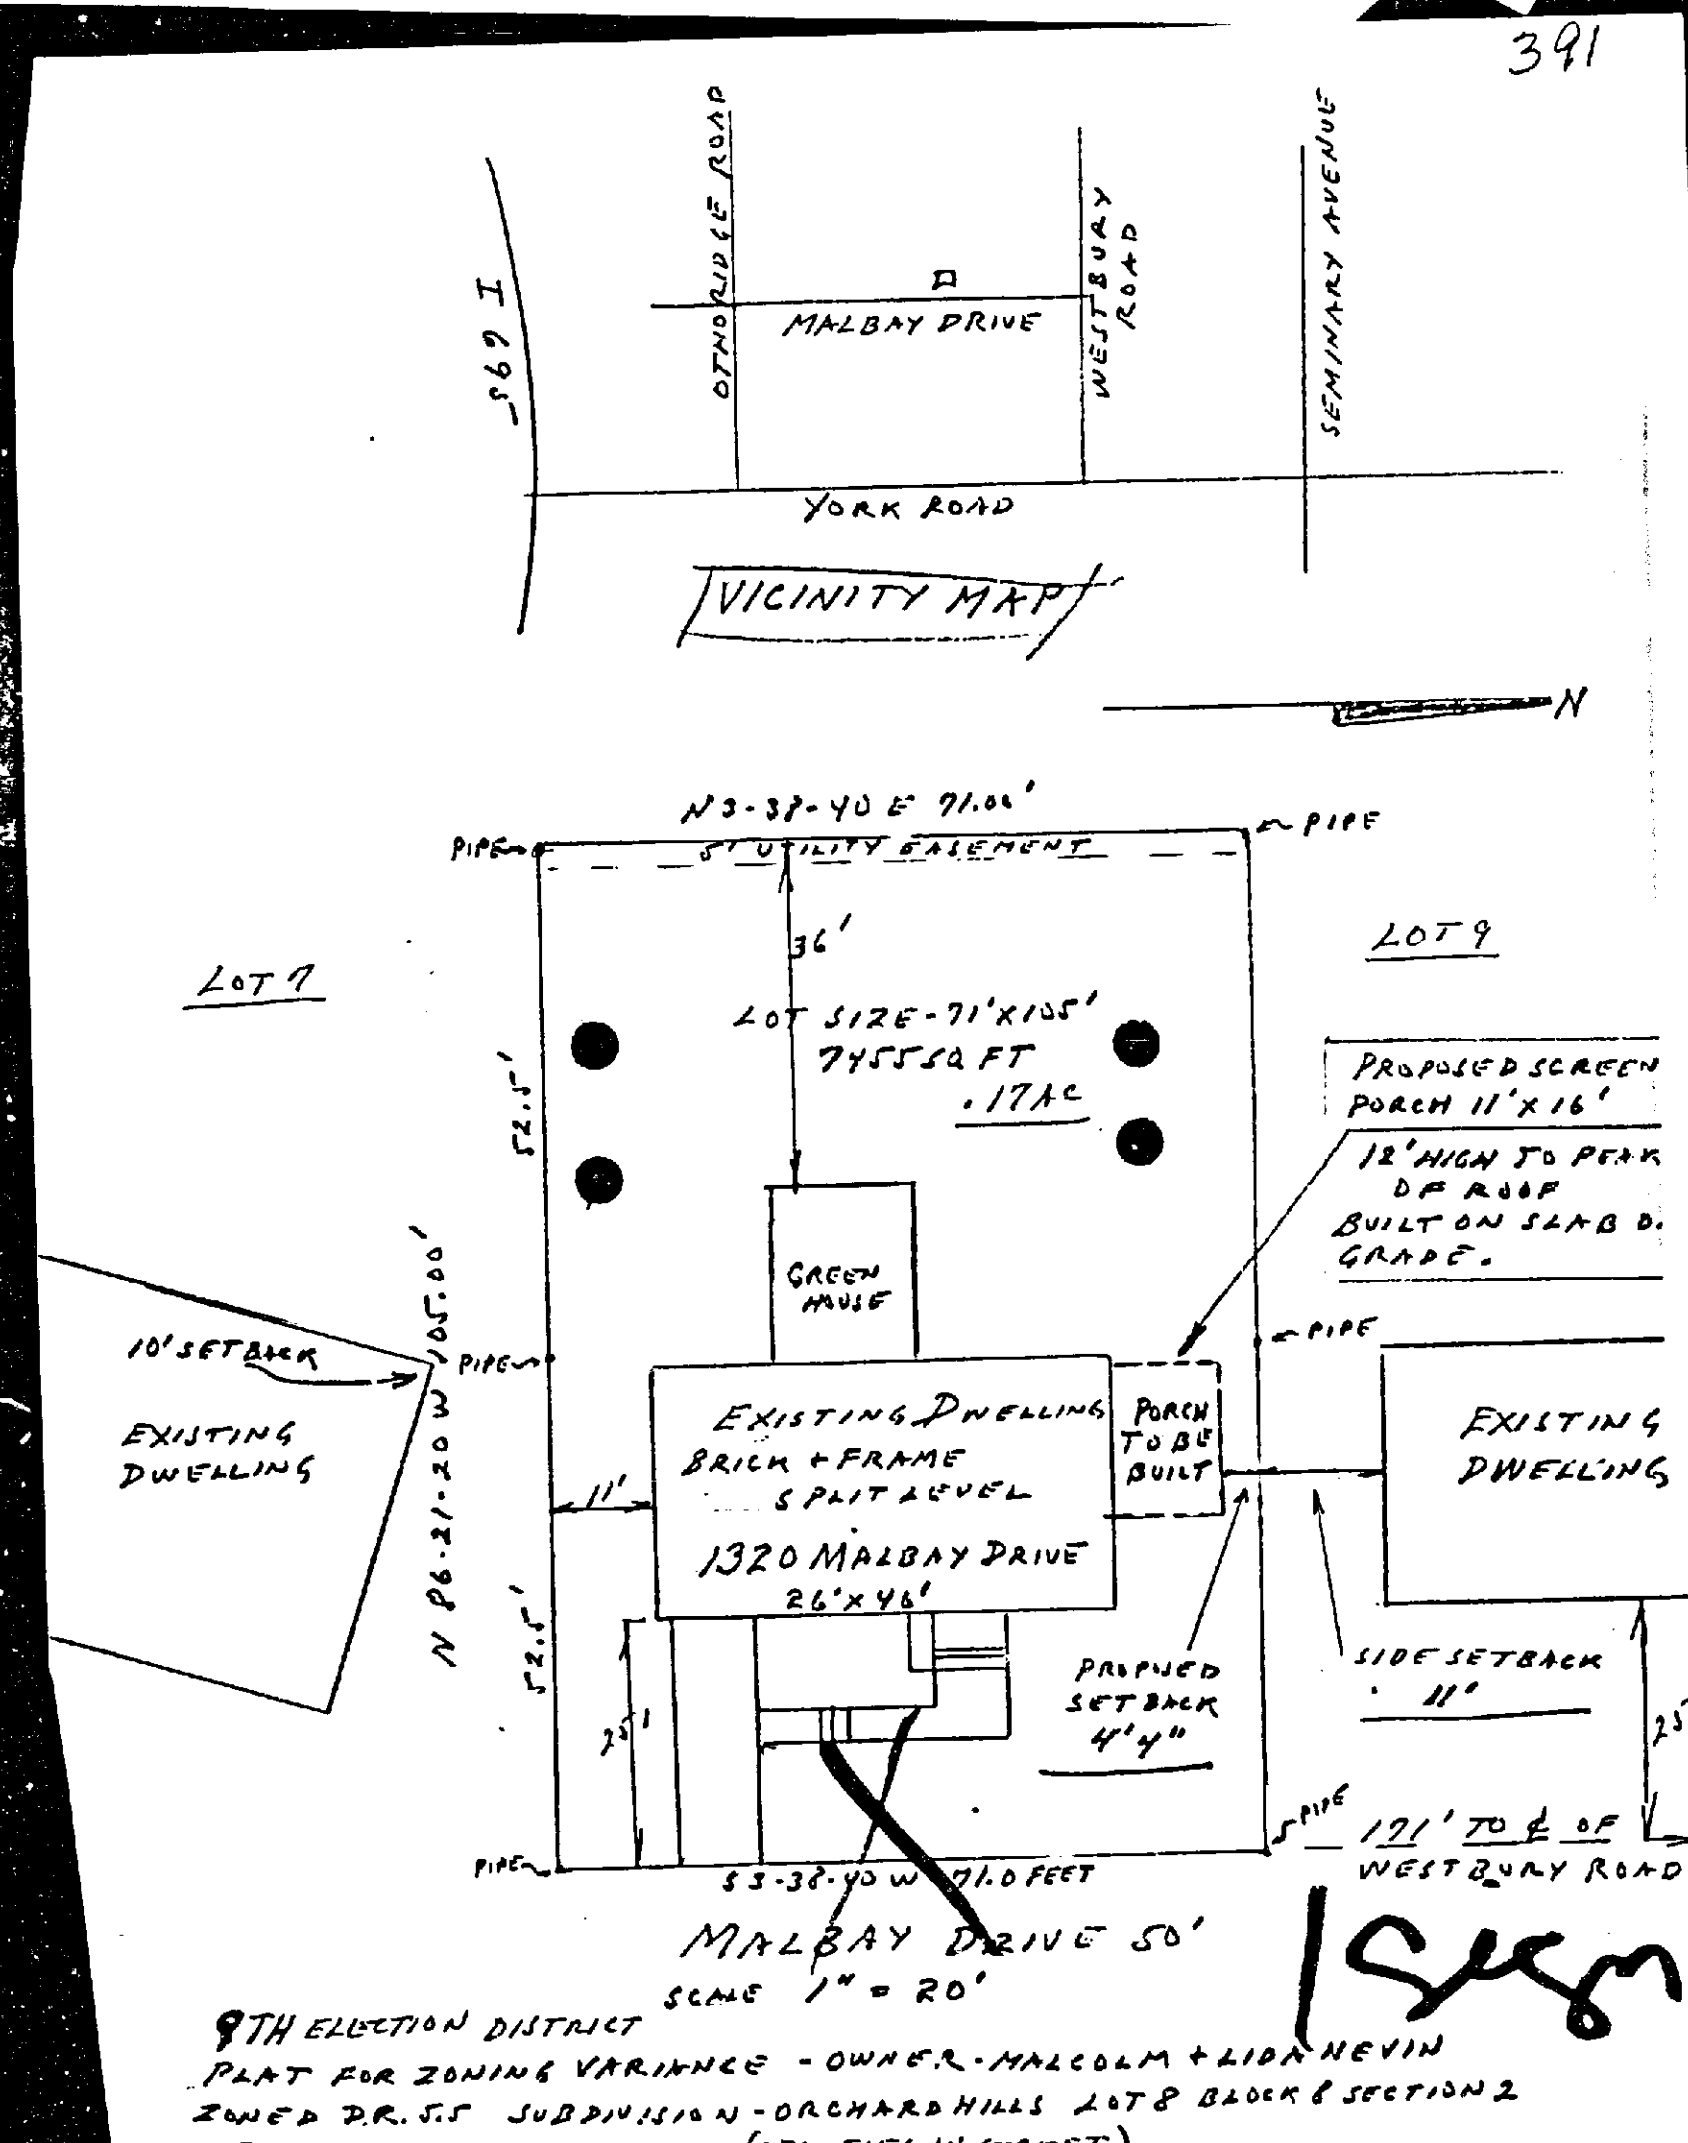 391
OTHORIDGE ROAD
WESTBURY
ROAD
SEMINARY AVENUE
I 695
MALBAY DRIVE
YORK ROAD
VICINITY MAP
N
N 3-38-40 E 71.00'
PIPE
PIPE
5' UTILITY EASEMENT
36'
LOT 9
LOT 7
LOT SIZE-71'X105'
7455 SQ FT
.17AC
52.5'
PROPOSED SCREEN
PORCH 11'X16'
12' HIGH TO PEAK
OF ROOF
BUILT ON SLAB O.
GRADE.
GREEN
HOUSE
N 86-21-20 W 105.00'
10' SETBACK
PIPE
PIPE
EXISTING
DWELLING
EXISTING DWELLING
BRICK + FRAME
SPLIT LEVEL
1320 MALBAY DRIVE
26'X46'
PORCH
TO BE
BUILT
EXISTING
DWELLING
11'
52.5'
25'
PROPOSED
SETBACK
4'4"
SIDE SETBACK
11'
25'
PIPE
PIPE
171' TO ℄ OF
WESTBURY ROAD
S 3-38-40 W 71.0 FEET
MALBAY DRIVE 50'
SCALE 1" = 20'
9TH ELECTION DISTRICT
PLAT FOR ZONING VARIANCE - OWNER - MALCOLM + LIDA NEVIN
ZONED D.R. 5.5 SUBDIVISION - ORCHARD HILLS LOT 8 BLOCK 8 SECTION 2